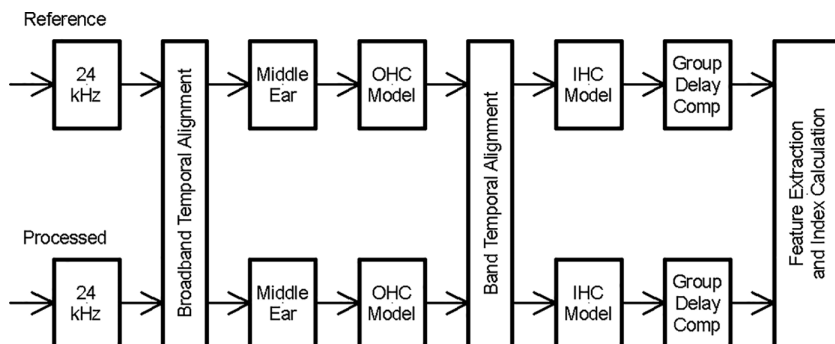 Reference
24
kHz
Broadband Temporal Alignment
Middle
Ear
OHC
Model
Band Temporal Alignment
IHC
Model
Group
Delay
Comp
Feature Extraction
and Index Calculation
Processed
24
kHz
Middle
Ear
OHC
Model
IHC
Model
Group
Delay
Comp